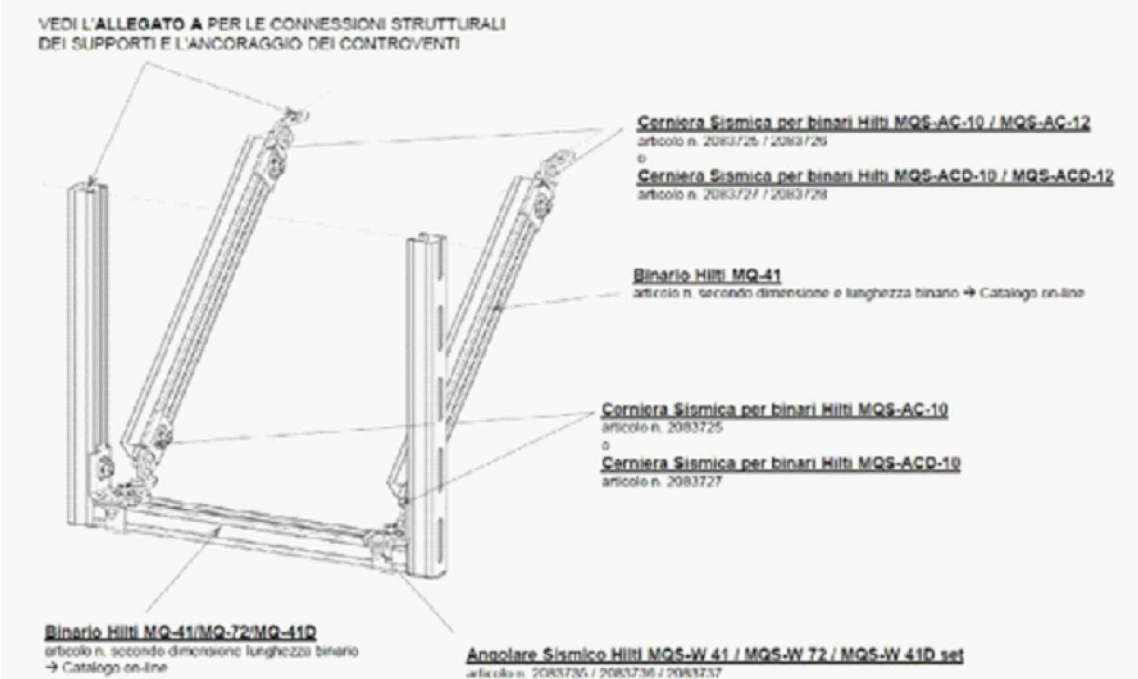 VEDI L'ALLEGATO A PER LE CONNESSIONI STRUTTURALI
DEI SUPPORTI E L'ANCORAGGIO DEI CONTROVENTI
Cerniera Sismica per binari Hilti MQS-AC-10 / MQS-AC-12
articolo n. 2083725 / 2083726
o
Cerniera Sismica per binari Hilti MQS-ACD-10 / MQS-ACD-12
articolo n. 2083727 / 2083728
Binario Hilti MQ-41
articolo n. secondo dimensione e lunghezza binario → Catalogo on-line
Cerniera Sismica per binari Hilti MQS-AC-10
articolo n. 2083725
o
Cerniera Sismica per binari Hilti MQS-ACD-10
articolo n. 2083727
Binario Hilti MQ-41/MQ-72/MQ-41D
articolo n. secondo dimensione lunghezza binario
→ Catalogo on-line
Angolare Sismico Hilti MQS-W 41 / MQS-W 72 / MQS-W 41D set
articolo n. 2083735 / 2083736 / 2083737